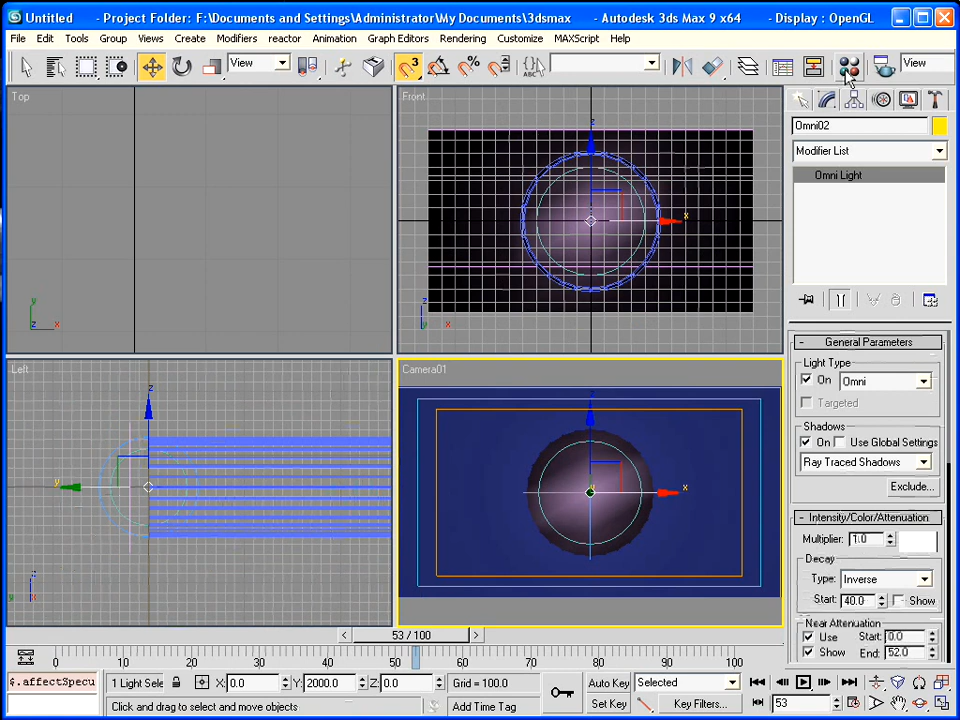 Untitled - Project Folder: F:\Documents and Settings\Administrator\My Documents\3dsmax - Autodesk 3ds Max 9 x64 - Display : OpenGL
File Edit Tools Group Views Create Modifiers reactor Animation Graph Editors Rendering Customize MAXScript Help
View 3 % ABC View
Top
Front
Omni02
Modifier List
Omni Light
z
x
y
z x
z
x
Left
Camera01
- General Parameters
Light Type
On Omni
Targeted
Shadows
On Use Global Settings
Ray Traced Shadows
Exclude...
- Intensity/Color/Attenuation
Multiplier: 1.0
Decay
Type: Inverse
Start: 40.0 Show
Near Attenuation
Use Start: 0.0
Show End: 52.0
z
y
z
x
< 53 / 100 >
0 10 20 30 40 50 60 70 80 90 100
$.affectSpecu
1 Light Sele X: 0.0 Y: 2000.0 Z: 0.0 Grid = 100.0 Auto Key Selected
Click and drag to select and move objects Add Time Tag Set Key Key Filters... 53